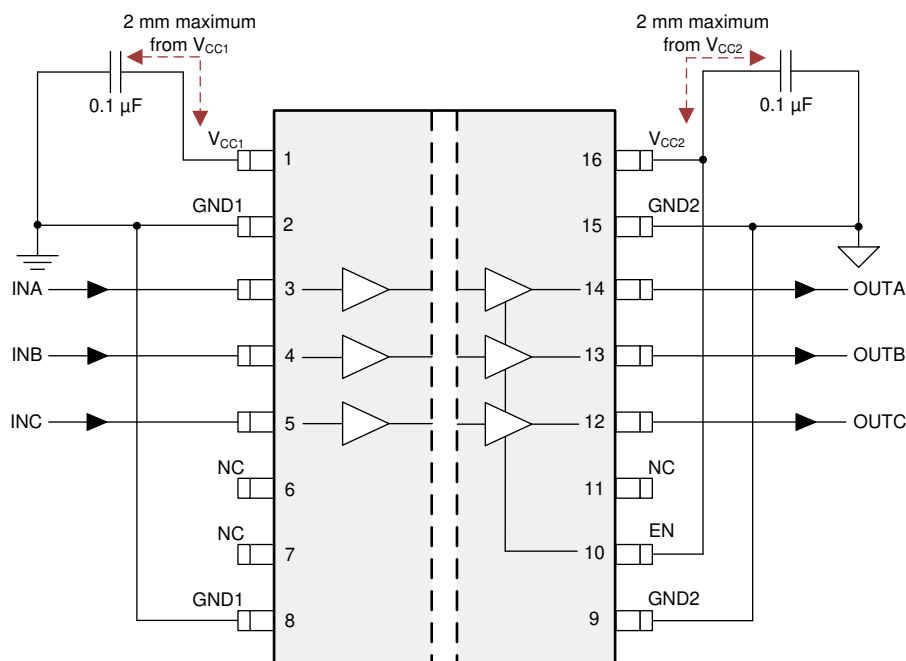 2 mm maximum
from VCC1
2 mm maximum
from VCC2
0.1 µF
0.1 µF
VCC1
1
16
VCC2
GND1
2
15
GND2
INA
3
14
OUTA
INB
4
13
OUTB
INC
5
12
OUTC
NC
6
11
NC
NC
7
10
EN
GND1
8
9
GND2